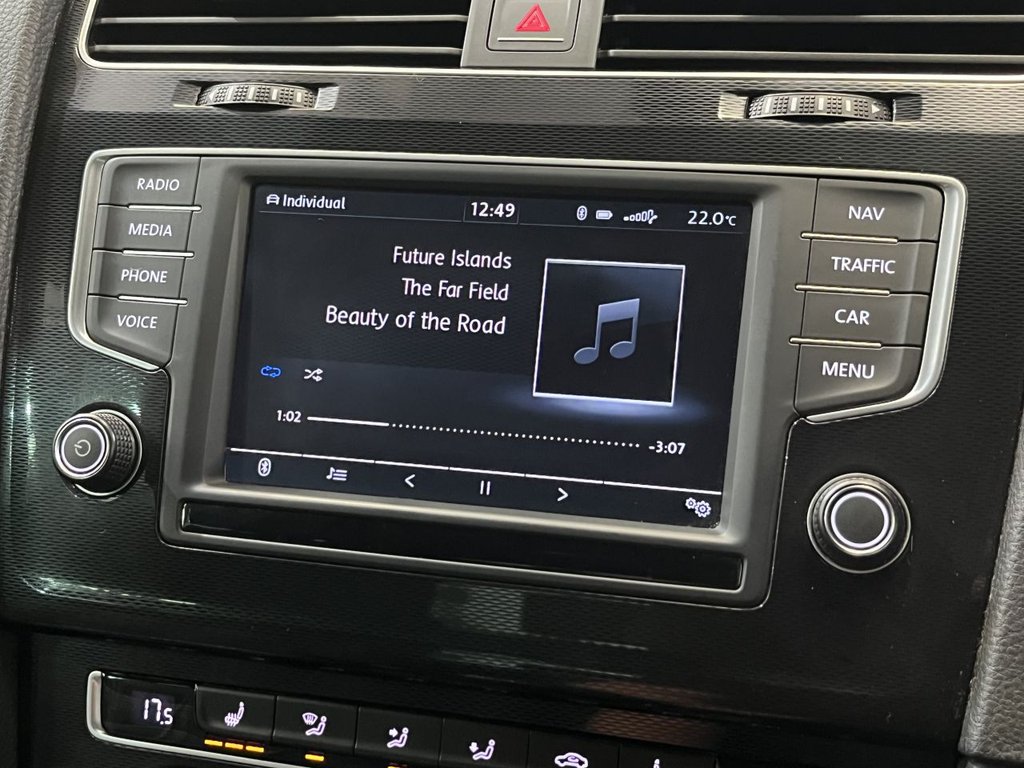 RADIO
MEDIA
PHONE
VOICE
Individual 12:49 22.0°C
Future Islands
The Far Field
Beauty of the Road
1:02 -3:07
NAV
TRAFFIC
CAR
MENU
17.5